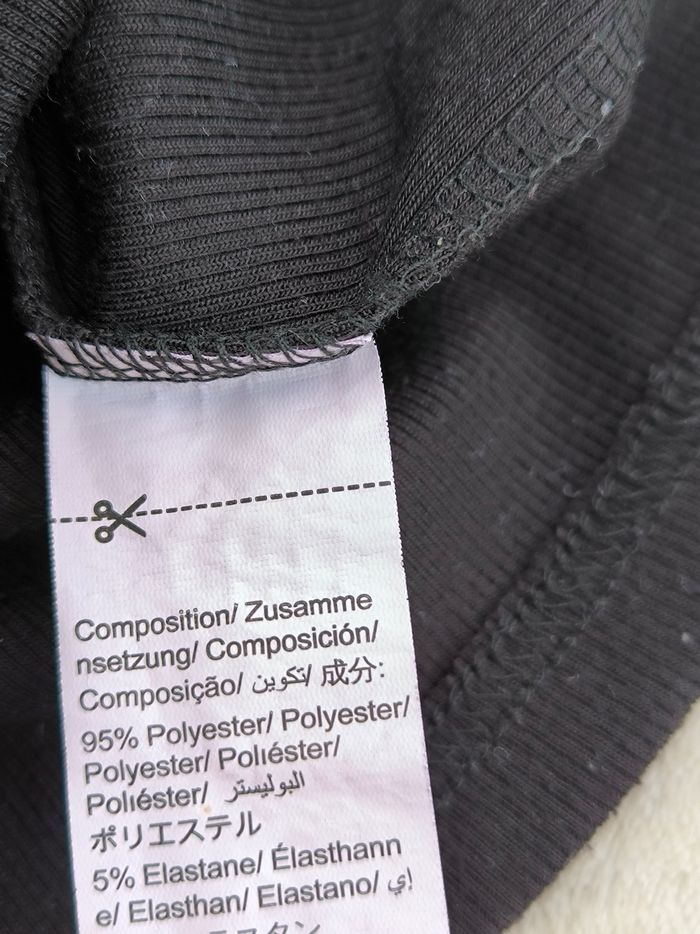 Composition/ Zusamme
nsetzung/ Composición/
Composição/ تكوين/ 成分:
95% Polyester/ Polyester/
Polyester/ Poliéster/
Poliéster/ البوليستر
ポリエステル
5% Elastane/ Élasthann
e/ Elasthan/ Elastano/ إي